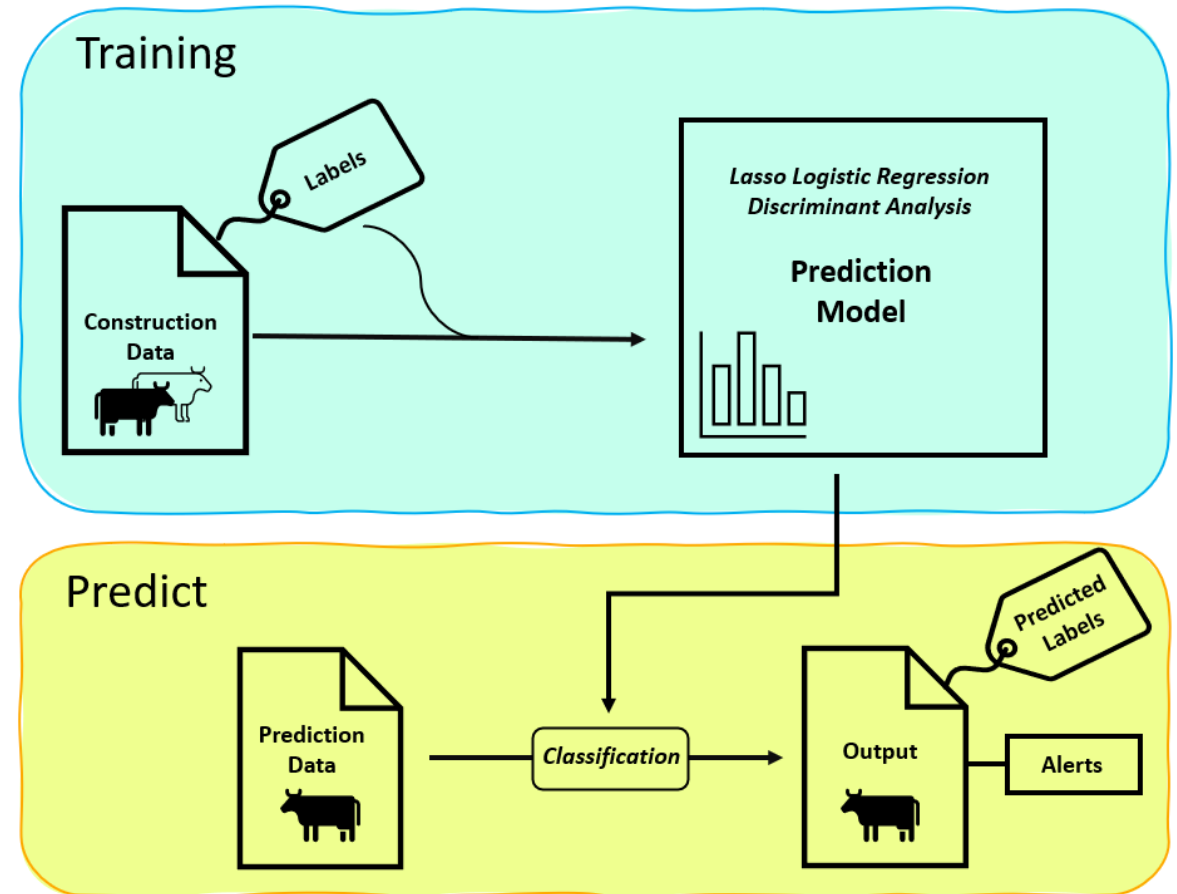 Training
Labels
Construction
Data
Lasso Logistic Regression
Discriminant Analysis
Prediction
Model
Predict
Prediction
Data
Classification
Output
Predicted
Labels
Alerts